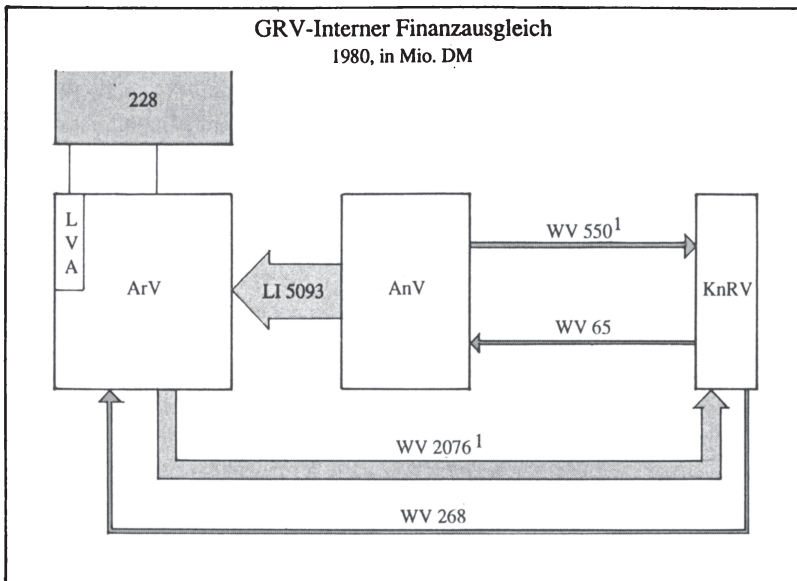 GRV-Interner Finanzausgleich
1980, in Mio. DM
228
L
V
A
ArV
LI 5093
AnV
WV 550¹
KnRV
WV 65
WV 2076¹
WV 268